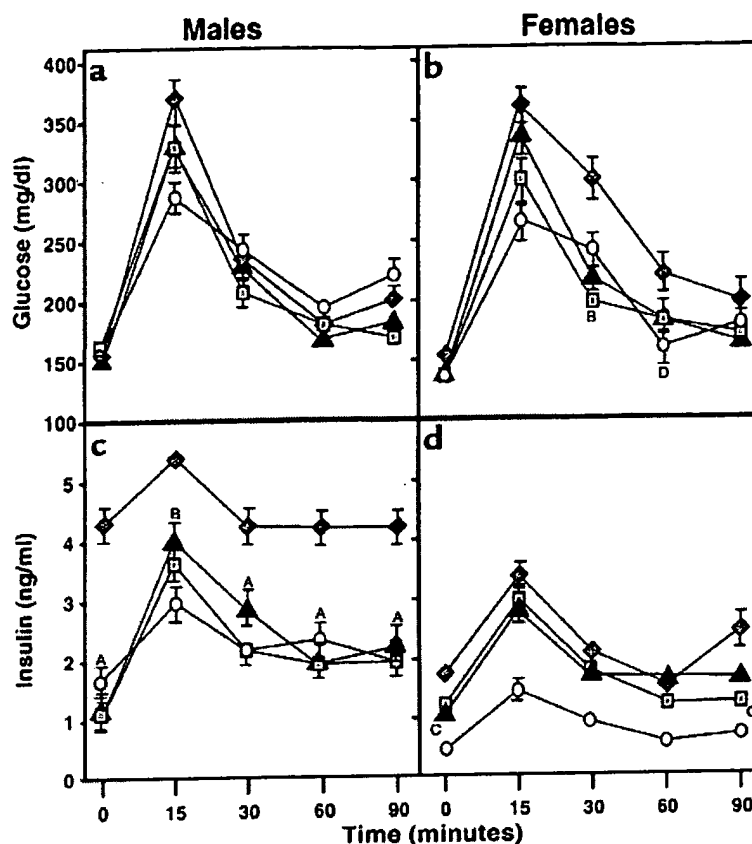 Males Females
a b
Glucose (mg/dl)
400
350
300
250
200
150
100
B
D
c d
Insulin (ng/ml)
5
4
3
2
1
0
A
B
A
A
A
C
C
0 15 30 60 90 0 15 30 60 90
Time (minutes)